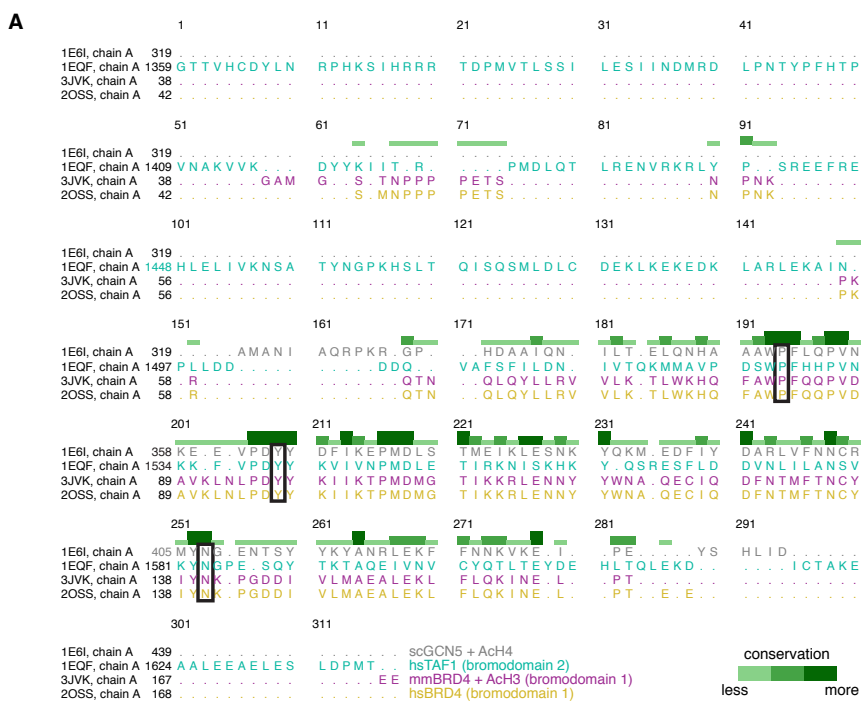 A
1 11 21 31 41
1E6I, chain A 319 . . . . . . . . . . . . . . . . . . . . . . . . . . . . . . . . . . . . . . . . . . . . . . . . . .
1EQF, chain A 1359 G T T V H C D Y L N R P H K S I H R R R T D P M V T L S S I L E S I I N D M R D L P N T Y P F H T P
3JVK, chain A 38 . . . . . . . . . . . . . . . . . . . . . . . . . . . . . . . . . . . . . . . . . . . . . . . . . .
2OSS, chain A 42 . . . . . . . . . . . . . . . . . . . . . . . . . . . . . . . . . . . . . . . . . . . . . . . . . .
51 61 71 81 91
1E6I, chain A 319 . . . . . . . . . . . . . . . . . . . . . . . . . . . . . . . . . . . . . . . . . . . . . . . . . .
1EQF, chain A 1409 V N A K V V K . . . D Y Y K I I T . R . . . . . P M D L Q T L R E N V R K R L Y P . . S R E E F R E
3JVK, chain A 38 . . . . . . . G A M G . . S . T N P P P P E T S . . . . . . . . . . . . . . . N P N K . . . . . . .
2OSS, chain A 42 . . . . . . . . . . . . . S . M N P P P P E T S . . . . . . . . . . . . . . . N P N K . . . . . . .
101 111 121 131 141
1E6I, chain A 319 . . . . . . . . . . . . . . . . . . . . . . . . . . . . . . . . . . . . . . . . . . . . . . . . . .
1EQF, chain A 1448 H L E L I V K N S A T Y N G P K H S L T Q I S Q S M L D L C D E K L K E K E D K L A R L E K A I N .
3JVK, chain A 56 . . . . . . . . . . . . . . . . . . . . . . . . . . . . . . . . . . . . . . . . . . . . . . . . P K
2OSS, chain A 56 . . . . . . . . . . . . . . . . . . . . . . . . . . . . . . . . . . . . . . . . . . . . . . . . P K
151 161 171 181 191
1E6I, chain A 319 . . . . . A M A N I A Q R P K R . G P . . . H D A A I Q N . I L T . E L Q N H A A A W P F L Q P V N
1EQF, chain A 1497 P L L D D . . . . . . . . . . D D Q . . V A F S F I L D N . I V T Q K M M A V P D S W P F H H P V N
3JVK, chain A 58 . R . . . . . . . . . . . . . . . Q T N . Q L Q Y L L R V V L K . T L W K H Q F A W P F Q Q P V D
2OSS, chain A 58 . R . . . . . . . . . . . . . . . Q T N . Q L Q Y L L R V V L K . T L W K H Q F A W P F Q Q P V D
201 211 221 231 241
1E6I, chain A 358 K E . E . V P D Y Y D F I K E P M D L S T M E I K L E S N K Y Q K M . E D F I Y D A R L V F N N C R
1EQF, chain A 1534 K K . F . V P D Y Y K V I V N P M D L E T I R K N I S K H K Y . Q S R E S F L D D V N L I L A N S V
3JVK, chain A 89 A V K L N L P D Y Y K I I K T P M D M G T I K K R L E N N Y Y W N A . Q E C I Q D F N T M F T N C Y
2OSS, chain A 89 A V K L N L P D Y Y K I I K T P M D M G T I K K R L E N N Y Y W N A . Q E C I Q D F N T M F T N C Y
251 261 271 281 291
1E6I, chain A 405 M Y N G . E N T S Y Y K Y A N R L E K F F N N K V K E . I . . P E . . . . Y S H L I D . . . .
1EQF, chain A 1581 K Y N G P E . S Q Y T K T A Q E I V N V C Y Q T L T E Y D E H L T Q L E K D . . . . I C T A K E
3JVK, chain A 138 I Y N K . P G D D I V L M A E A L E K L F L Q K I N E . L . . P T . . . . . . . . . . . . . . .
2OSS, chain A 138 I Y N K . P G D D I V L M A E A L E K L F L Q K I N E . L . . P T . . E . E . . . . . . . . . .
301 311
1E6I, chain A 439 . . . . . . . . . . . . . . . . . scGCN5 + AcH4
1EQF, chain A 1624 A A L E E A E L E S L D P M T . . hsTAF1 (bromodomain 2)
3JVK, chain A 167 . . . . . . . . . . . . . . . E E mmBRD4 + AcH3 (bromodomain 1)
2OSS, chain A 168 . . . . . . . . . . . . . . . . . hsBRD4 (bromodomain 1)
conservation
less more